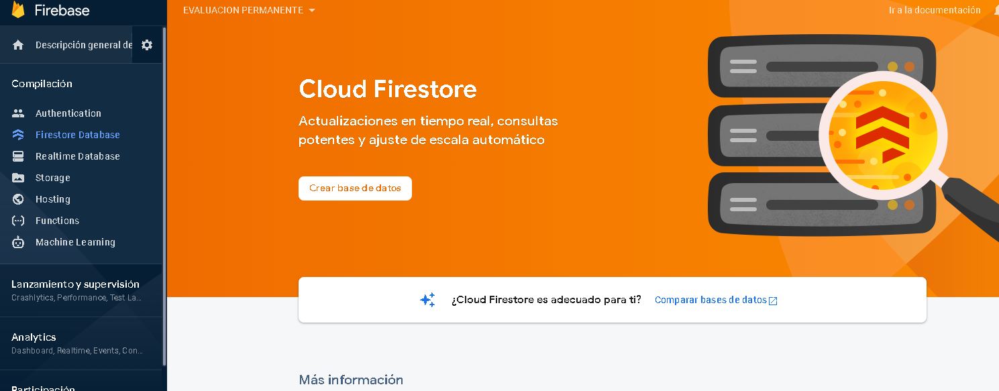 Firebase
EVALUACION PERMANENTE
Ir a la documentación
Descripción general de
Compilación
Authentication
Firestore Database
Realtime Database
Storage
Hosting
Functions
Machine Learning
Lanzamiento y supervisión
Crashlytics, Performance, Test La...
Analytics
Dashboard, Realtime, Events, Con...
Participación
Cloud Firestore
Actualizaciones en tiempo real, consultas
potentes y ajuste de escala automático
Crear base de datos
¿Cloud Firestore es adecuado para ti? Comparar bases de datos
Más información